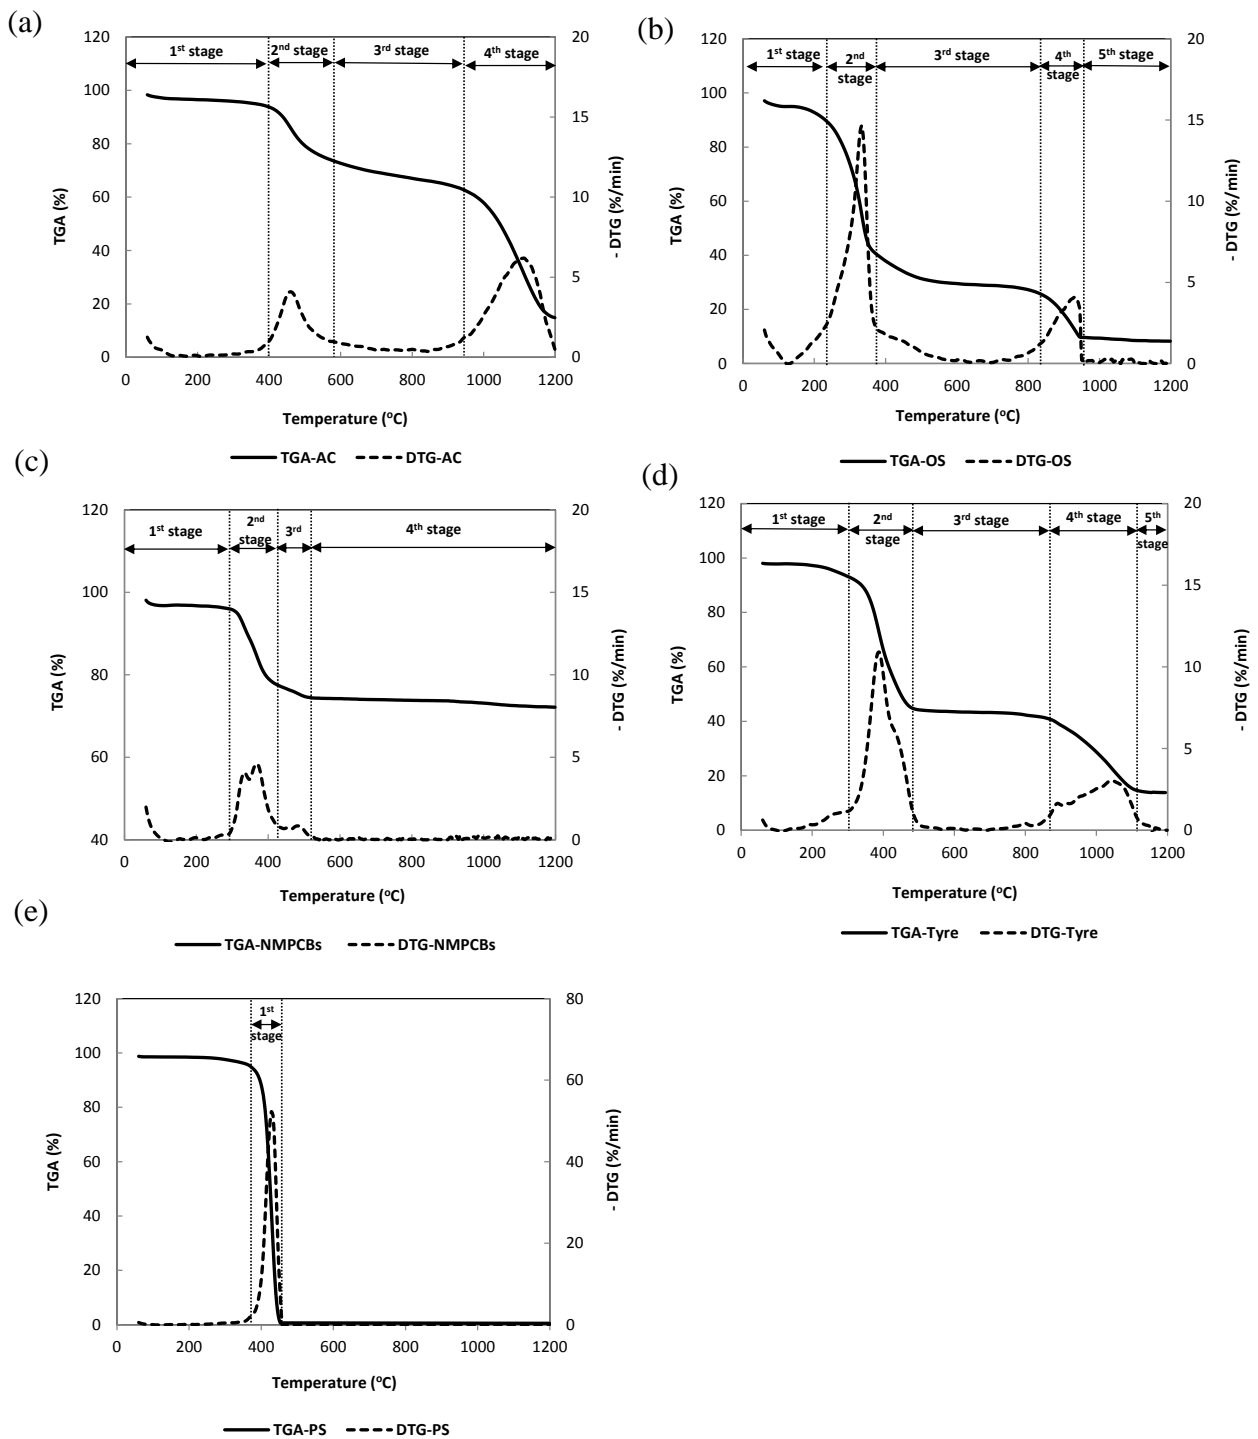 (a)
120
100
80
60
40
20
0
TGA (%)
1st stage
2nd stage
3rd stage
4th stage
20
15
10
5
0
- DTG (%/min)
0 200 400 600 800 1000 1200
Temperature (oC)
TGA-AC DTG-AC
(b)
120
100
80
60
40
20
0
TGA (%)
1st stage
2nd
stage
3rd stage
4th
stage
5th stage
20
15
10
5
0
- DTG (%/min)
0 200 400 600 800 1000 1200
Temperature (oC)
TGA-OS DTG-OS
(c)
120
100
80
60
40
TGA (%)
1st stage
2nd
stage
3rd
4th stage
20
15
10
5
0
- DTG (%/min)
0 200 400 600 800 1000 1200
Temperature (oC)
TGA-NMPCBs DTG-NMPCBs
(d)
120
100
80
60
40
20
0
TGA (%)
1st stage
2nd
stage
3rd stage
4th stage
5th
stage
20
15
10
5
0
- DTG (%/min)
0 200 400 600 800 1000 1200
Temperature (oC)
TGA-Tyre DTG-Tyre
(e)
120
100
80
60
40
20
0
TGA (%)
1st
stage
80
60
40
20
0
- DTG (%/min)
0 200 400 600 800 1000 1200
Temperature (oC)
TGA-PS DTG-PS